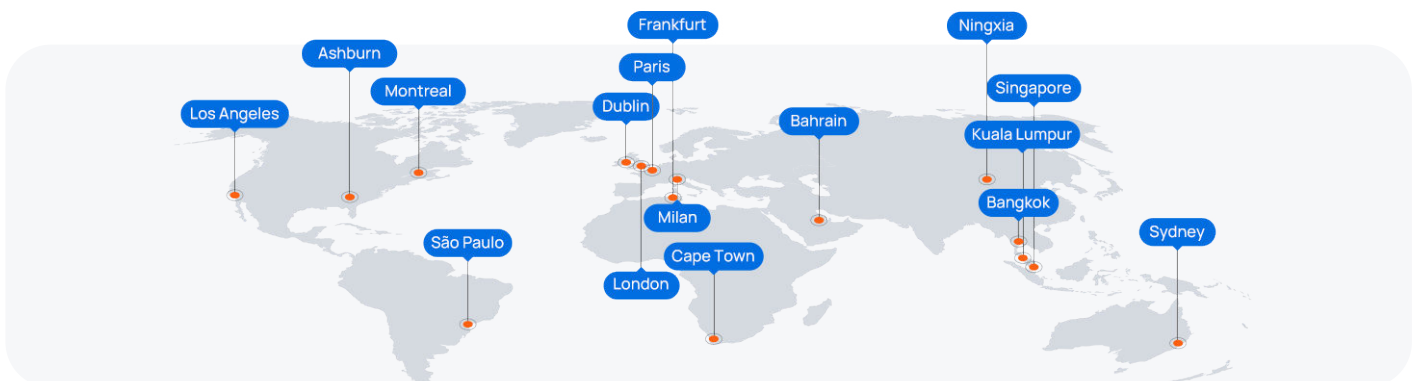 Frankfurt
Ningxia
Ashburn
Paris
Montreal
Singapore
Los Angeles
Dublin
Bahrain
Kuala Lumpur
Bangkok
Milan
São Paulo
Sydney
Cape Town
London